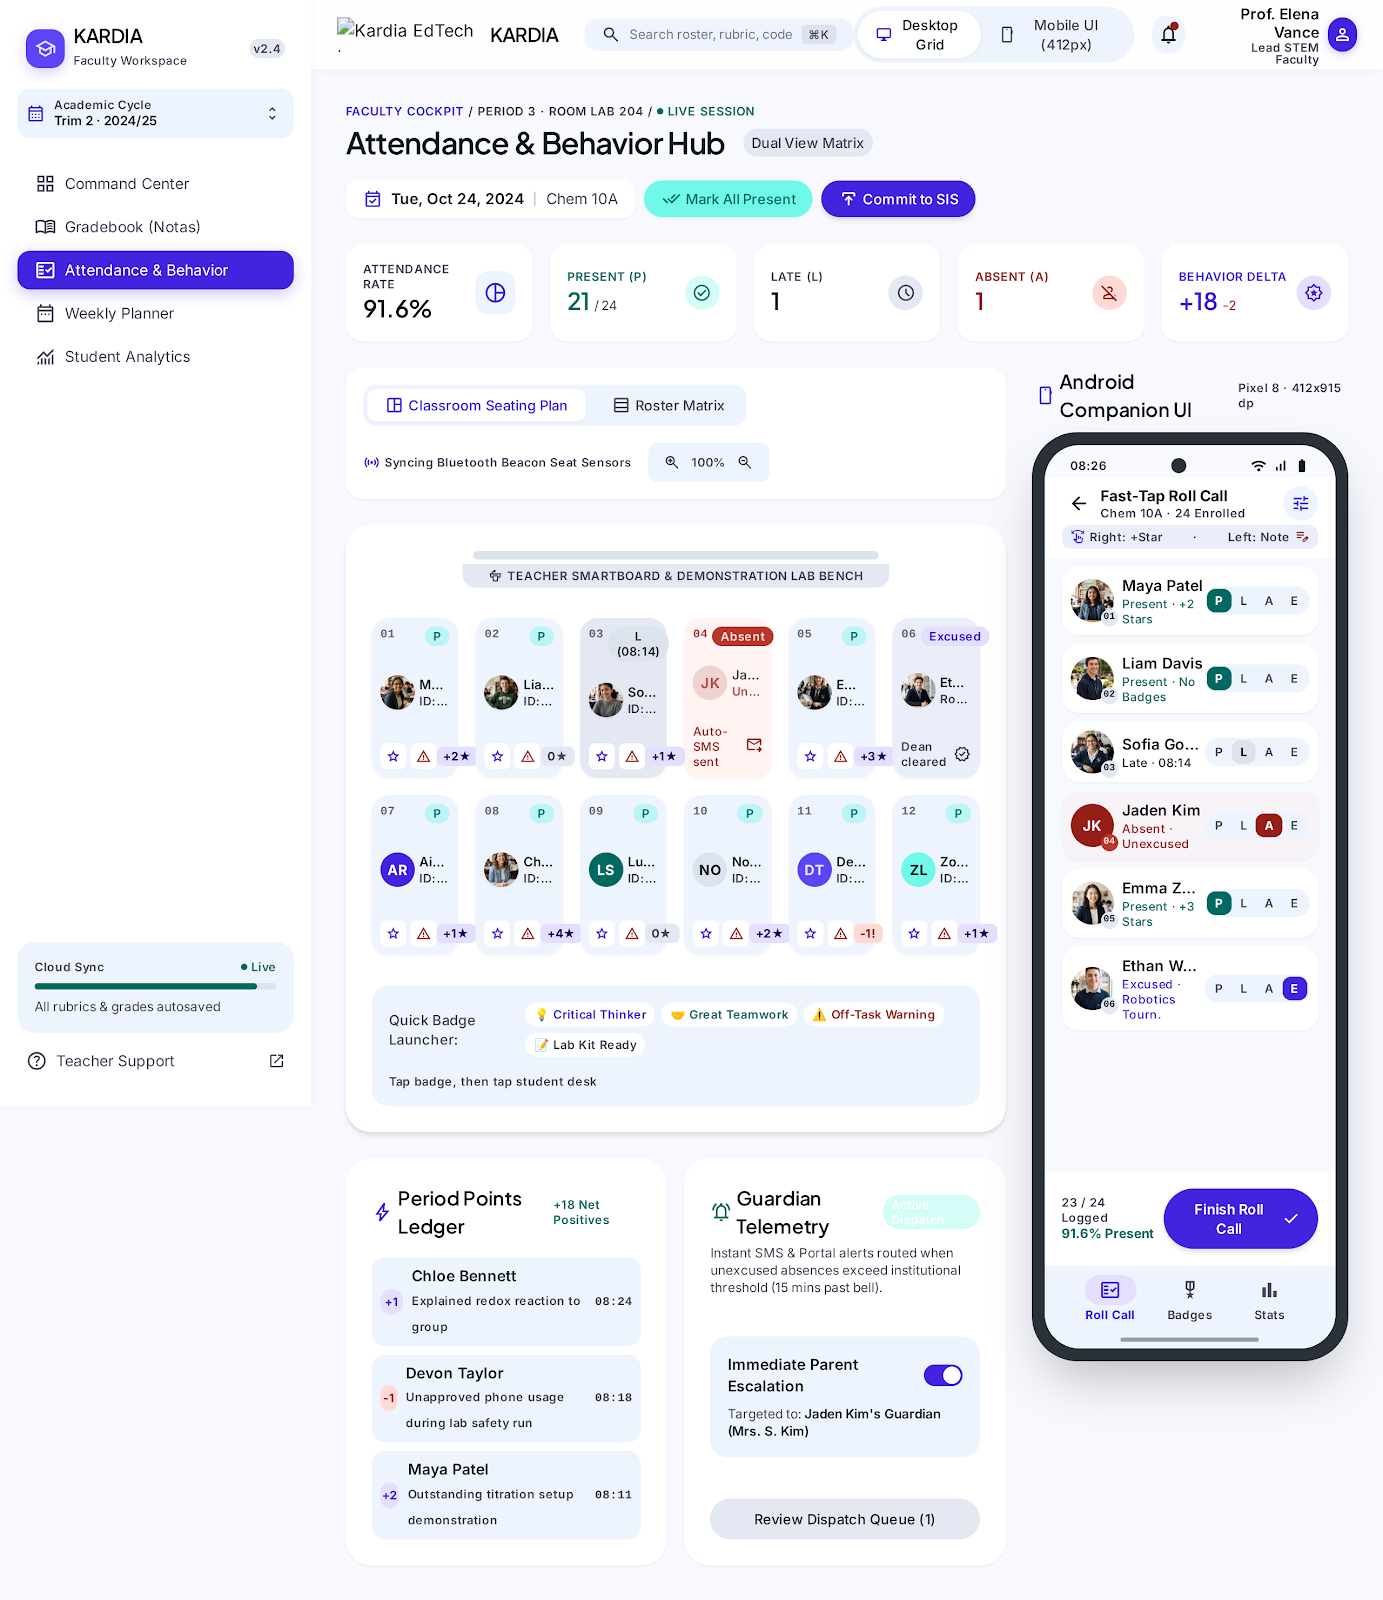 KARDIA
Faculty Workspace
v2.4
Academic Cycle
Trim 2 · 2024/25
Command Center
Gradebook (Notas)
Attendance & Behavior
Weekly Planner
Student Analytics
Cloud Sync
Live
All rubrics & grades autosaved
Teacher Support
Kardia EdTech
.
KARDIA
Search roster, rubric, code
⌘K
Desktop
Grid
Mobile UI
(412px)
Prof. Elena
Vance
Lead STEM
Faculty
FACULTY COCKPIT / PERIOD 3 · ROOM LAB 204 / ● LIVE SESSION
Attendance & Behavior Hub
Dual View Matrix
Tue, Oct 24, 2024 | Chem 10A
Mark All Present
Commit to SIS
ATTENDANCE
RATE
91.6%
PRESENT (P)
21 / 24
LATE (L)
1
ABSENT (A)
1
BEHAVIOR DELTA
+18 -2
Classroom Seating Plan
Roster Matrix
Syncing Bluetooth Beacon Seat Sensors
100%
TEACHER SMARTBOARD & DEMONSTRATION LAB BENCH
01
P
M...
ID:...
+2★
02
P
Lia...
ID:...
0★
03
L
(08:14)
So...
ID:...
+1★
04
Absent
JK
Ja...
Un...
Auto-
SMS
sent
05
P
E...
ID:...
+3★
06
Excused
Et...
Ro...
Dean
cleared
07
P
AR
Ai...
ID:...
+1★
08
P
Ch...
ID:...
+4★
09
P
LS
Lu...
ID:...
0★
10
P
NO
No...
ID:...
+2★
11
P
DT
De...
ID:...
-1!
12
P
ZL
Zo...
ID:...
+1★
Quick Badge
Launcher:
💡 Critical Thinker
🤝 Great Teamwork
⚠️ Off-Task Warning
📝 Lab Kit Ready
Tap badge, then tap student desk
Period Points
Ledger
+18 Net
Positives
+1
Chloe Bennett
Explained redox reaction to
group
08:24
-1
Devon Taylor
Unapproved phone usage
during lab safety run
08:18
+2
Maya Patel
Outstanding titration setup
demonstration
08:11
Guardian
Telemetry
Active
Dispatch
Instant SMS & Portal alerts routed when
unexcused absences exceed institutional
threshold (15 mins past bell).
Immediate Parent
Escalation
Targeted to: Jaden Kim's Guardian
(Mrs. S. Kim)
Review Dispatch Queue (1)
Android
Companion UI
Pixel 8 · 412x915
dp
08:26
Fast-Tap Roll Call
Chem 10A · 24 Enrolled
Right: +Star
·
Left: Note
01
Maya Patel
Present · +2
Stars
P L A E
02
Liam Davis
Present · No
Badges
P L A E
03
Sofia Go...
Late · 08:14
P L A E
JK
04
Jaden Kim
Absent ·
Unexcused
P L A E
05
Emma Z...
Present · +3
Stars
P L A E
06
Ethan W...
Excused ·
Robotics
Tourn.
P L A E
23 / 24
Logged
91.6% Present
Finish Roll
Call
Roll Call
Badges
Stats